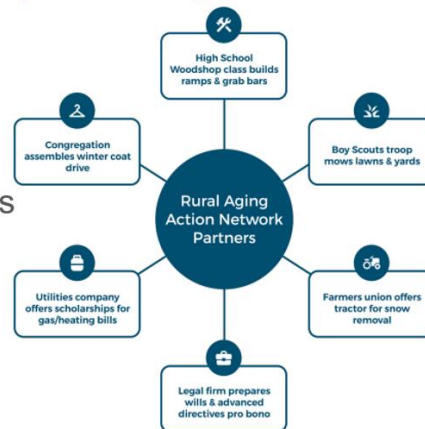 High School
Woodshop class builds
ramps & grab bars
Congregation
assembles winter coat
drive
Boy Scouts troop
mows lawns & yards
s
Rural Aging
Action Network
Partners
Utilities company
offers scholarships for
gas/heating bills
Farmers union offers
tractor for snow
removal
Legal firm prepares
wills & advanced
directives pro bono